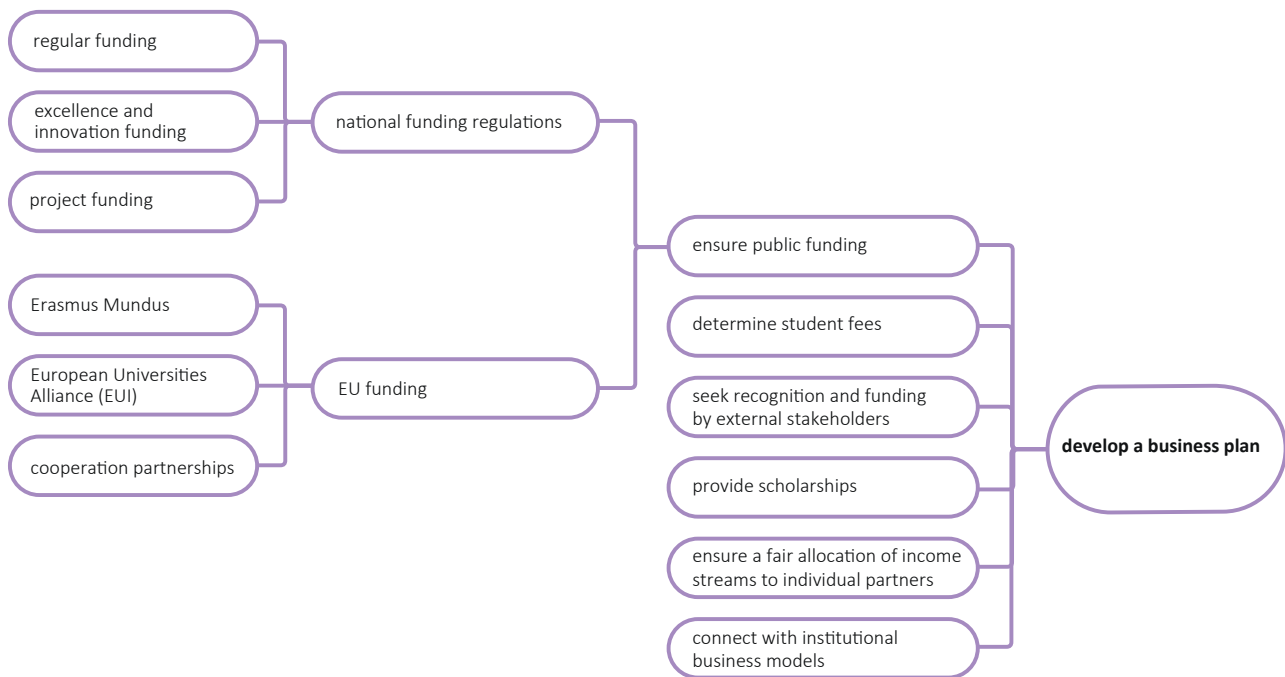 regular funding
excellence and
innovation funding
project funding
national funding regulations
Erasmus Mundus
European Universities
Alliance (EUI)
cooperation partnerships
EU funding
ensure public funding
determine student fees
seek recognition and funding
by external stakeholders
provide scholarships
ensure a fair allocation of income
streams to individual partners
connect with institutional
business models
develop a business plan